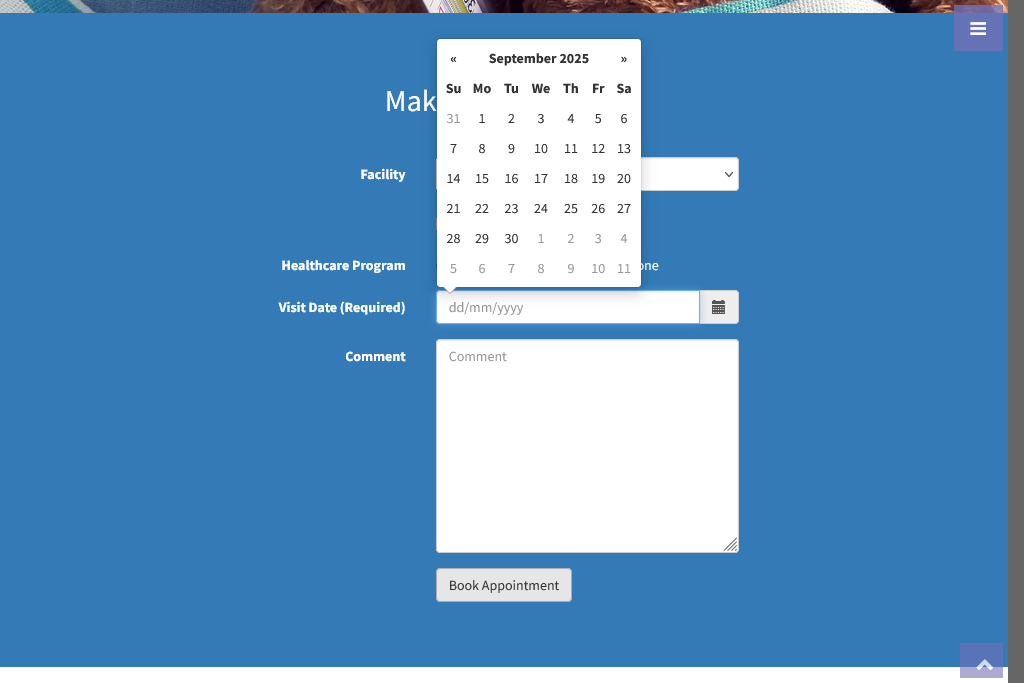 « September 2025 »
Su Mo Tu We Th Fr Sa
31 1 2 3 4 5 6
7 8 9 10 11 12 13
14 15 16 17 18 19 20
21 22 23 24 25 26 27
28 29 30 1 2 3 4
5 6 7 8 9 10 11
Mak
Facility
Healthcare Program one
Visit Date (Required) dd/mm/yyyy
Comment Comment
Book Appointment